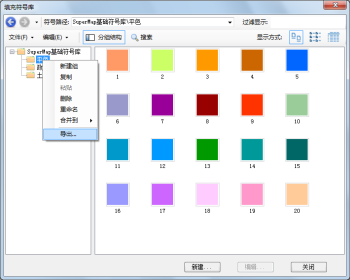 填充符号库
符号路径: SuperMap基础符号库\平色
过滤显示:
文件(F) 编辑(E) 分组结构 搜索 显示方式:
SuperMap基础符号库
平色
政
土
新建组
复制
粘贴
删除
重命名
合并到
导出...
1 2 3 4 5
6 7 8 9 10
11 12 13 14 15
16 17 18 19 20
新建... 编辑... 关闭